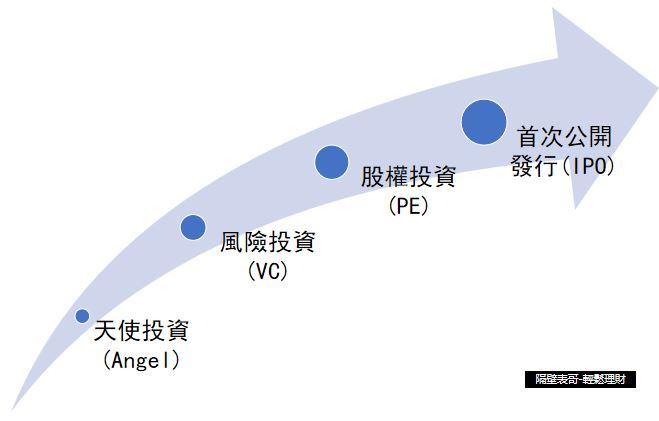 首次公開
發行(IPO)
股權投資
(PE)
風險投資
(VC)
天使投資
(Angel)
隔壁表哥-輕鬆理財